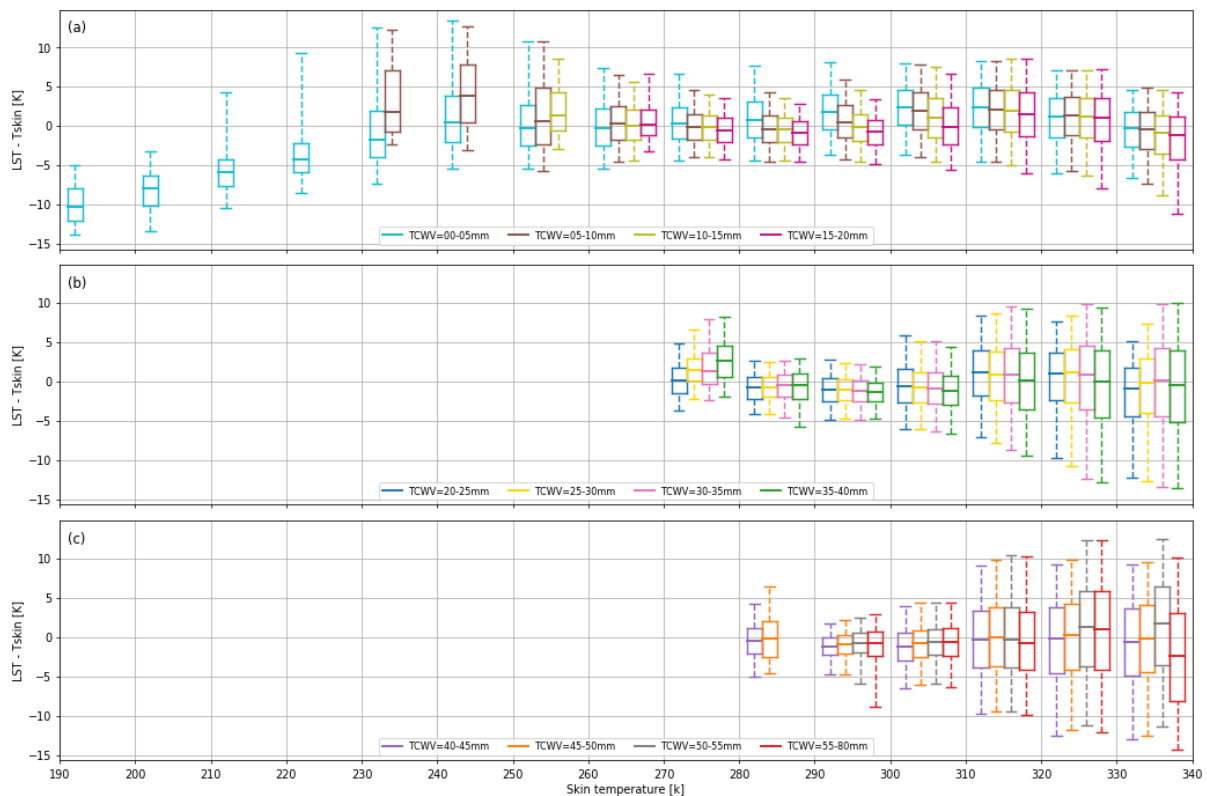 (a)
LST - Tskin [K]
10
5
0
−5
−10
−15
TCWV=00-05mm TCWV=05-10mm TCWV=10-15mm TCWV=15-20mm
(b)
LST - Tskin [K]
10
5
0
−5
−10
−15
TCWV=20-25mm TCWV=25-30mm TCWV=30-35mm TCWV=35-40mm
(c)
LST - Tskin [K]
10
5
0
−5
−10
−15
TCWV=40-45mm TCWV=45-50mm TCWV=50-55mm TCWV=55-80mm
190 200 210 220 230 240 250 260 270 280 290 300 310 320 330 340
Skin temperature [k]